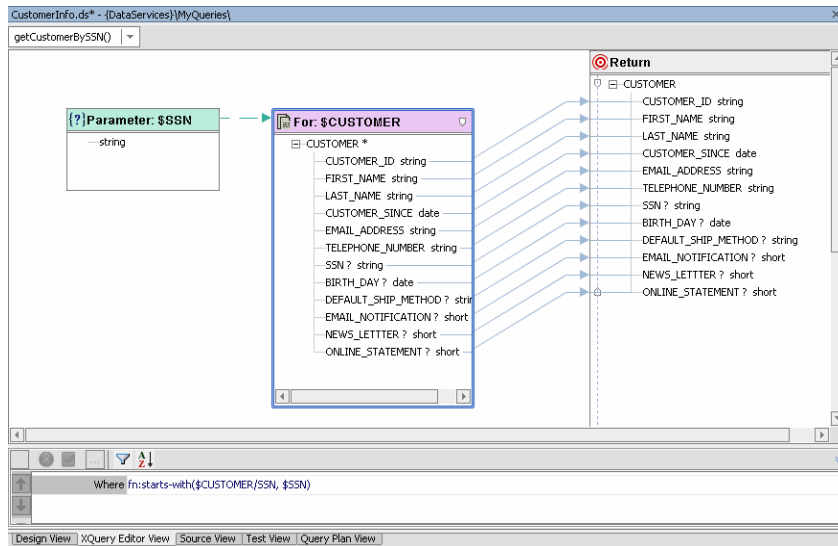 CustomerInfo.ds* - {DataServices}\MyQueries\
getCustomerBySSN()
{?}Parameter: $SSN
string
For: $CUSTOMER
CUSTOMER *
CUSTOMER_ID string
FIRST_NAME string
LAST_NAME string
CUSTOMER_SINCE date
EMAIL_ADDRESS string
TELEPHONE_NUMBER string
SSN ? string
BIRTH_DAY ? date
DEFAULT_SHIP_METHOD ? strin
EMAIL_NOTIFICATION ? short
NEWS_LETTTER ? short
ONLINE_STATEMENT ? short
Return
CUSTOMER
CUSTOMER_ID string
FIRST_NAME string
LAST_NAME string
CUSTOMER_SINCE date
EMAIL_ADDRESS string
TELEPHONE_NUMBER string
SSN ? string
BIRTH_DAY ? date
DEFAULT_SHIP_METHOD ? string
EMAIL_NOTIFICATION ? short
NEWS_LETTTER ? short
ONLINE_STATEMENT ? short
Where fn:starts-with($CUSTOMER/SSN, $SSN)
Design View XQuery Editor View Source View Test View Query Plan View